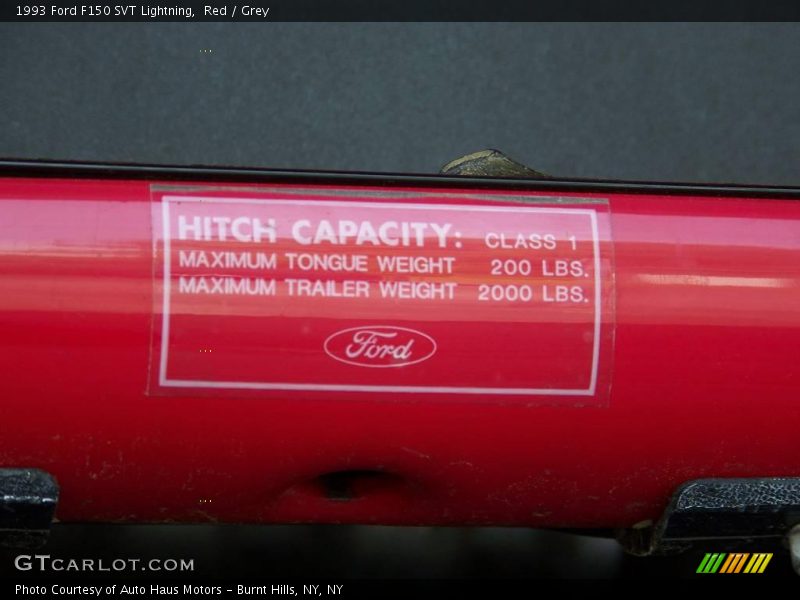 1993 Ford F150 SVT Lightning, Red / Grey
HITCH CAPACITY: CLASS 1
MAXIMUM TONGUE WEIGHT 200 LBS.
MAXIMUM TRAILER WEIGHT 2000 LBS.
Ford
GTCARLOT.COM
Photo Courtesy of Auto Haus Motors - Burnt Hills, NY, NY